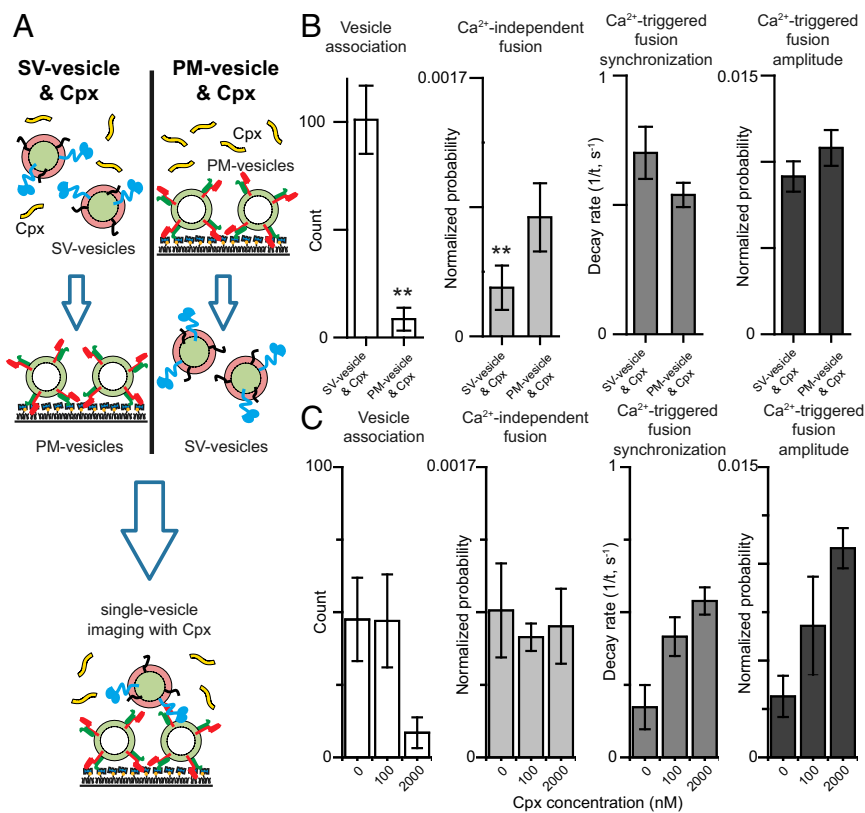 A
SV-vesicle
& Cpx
PM-vesicle
& Cpx
Cpx
PM-vesicles
Cpx
SV-vesicles
PM-vesicles
SV-vesicles
single-vesicle
imaging with Cpx
B
Vesicle
association
Count
100
0
**
SV-vesicle
& Cpx
PM-vesicle
& Cpx
Ca²⁺-independent
fusion
Normalized probability
0.0017
0
**
SV-vesicle
& Cpx
PM-vesicle
& Cpx
Ca²⁺-triggered
fusion
synchronization
Decay rate (1/t, s⁻¹)
1
0
SV-vesicle
& Cpx
PM-vesicle
& Cpx
Ca²⁺-triggered
fusion
amplitude
Normalized probability
0.015
0
SV-vesicle
& Cpx
PM-vesicle
& Cpx
C
Vesicle
association
Count
100
0
0
100
2000
Ca²⁺-independent
fusion
Normalized probability
0.0017
0
0
100
2000
Ca²⁺-triggered
fusion
synchronization
Decay rate (1/t, s⁻¹)
1
0
0
100
2000
Ca²⁺-triggered
fusion
amplitude
Normalized probability
0.015
0
0
100
2000
Cpx concentration (nM)